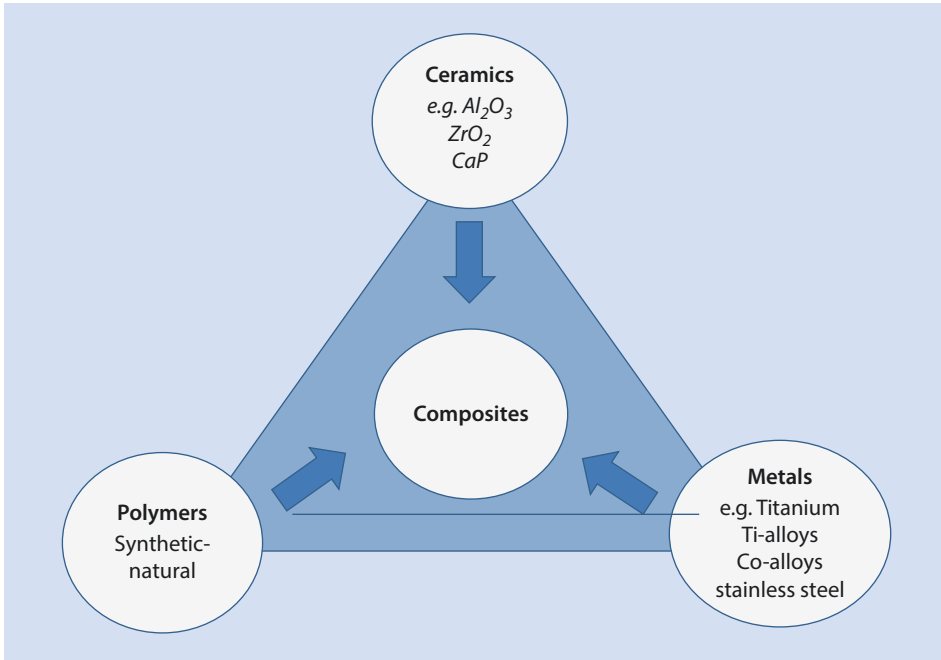 Ceramics
e.g. Al₂O₃
ZrO₂
CaP
Composites
Polymers
Synthetic-
natural
Metals
e.g. Titanium
Ti-alloys
Co-alloys
stainless steel